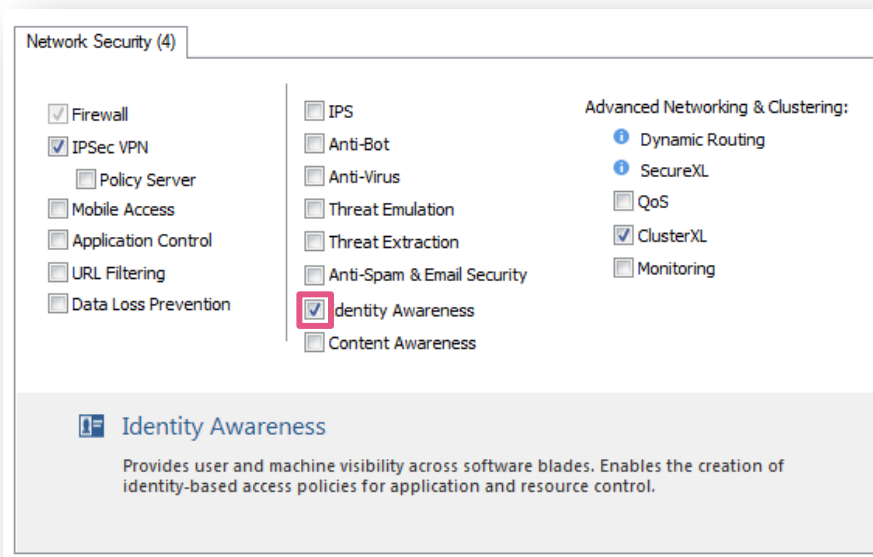 Network Security (4)
Firewall
IPSec VPN
Policy Server
Mobile Access
Application Control
URL Filtering
Data Loss Prevention
IPS
Anti-Bot
Anti-Virus
Threat Emulation
Threat Extraction
Anti-Spam & Email Security
dentity Awareness
Content Awareness
Advanced Networking & Clustering:
Dynamic Routing
SecureXL
QoS
ClusterXL
Monitoring
Identity Awareness
Provides user and machine visibility across software blades. Enables the creation of
identity-based access policies for application and resource control.